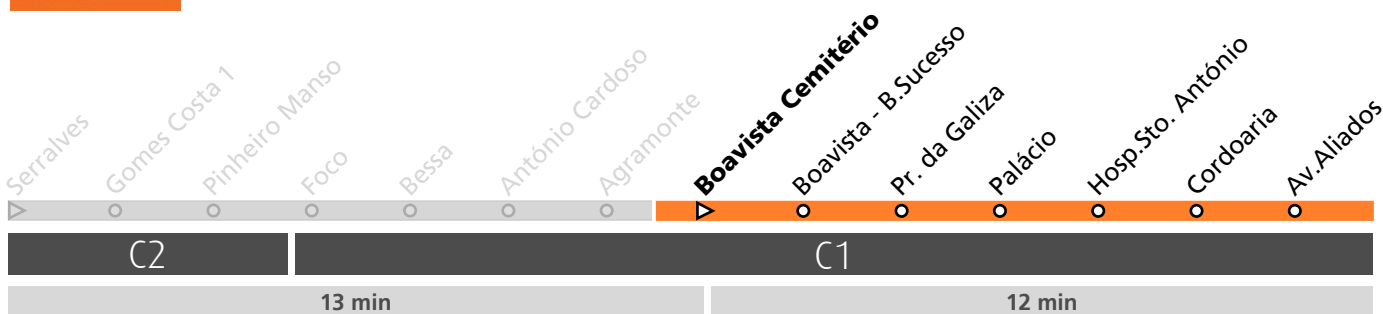 Serralves
Gomes Costa 1
Pinheiro Manso
Foco
Bessa
António Cardoso
Agramonte
Boavista Cemitério
Boavista - B.Sucesso
Pr. da Galiza
Palácio
Hosp.Sto. António
Cordoaria
Av.Aliados
C2
C1
13 min
12 min